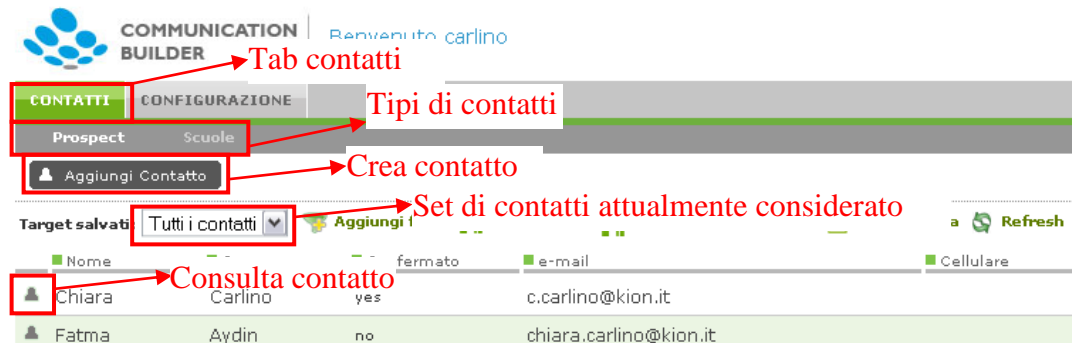 COMMUNICATION
BUILDER
Benvenuto carlino
Tab contatti
CONTATTI CONFIGURAZIONE
Tipi di contatti
Prospect Scuole
Aggiungi Contatto
Crea contatto
Target salvati: Tutti i contatti Aggiungi
Set di contatti attualmente considerato
a Refresh
Nome fermato e-mail Cellulare
Consulta contatto
Chiara Carlino yes c.carlino@kion.it
Fatma Aydin no chiara.carlino@kion.it